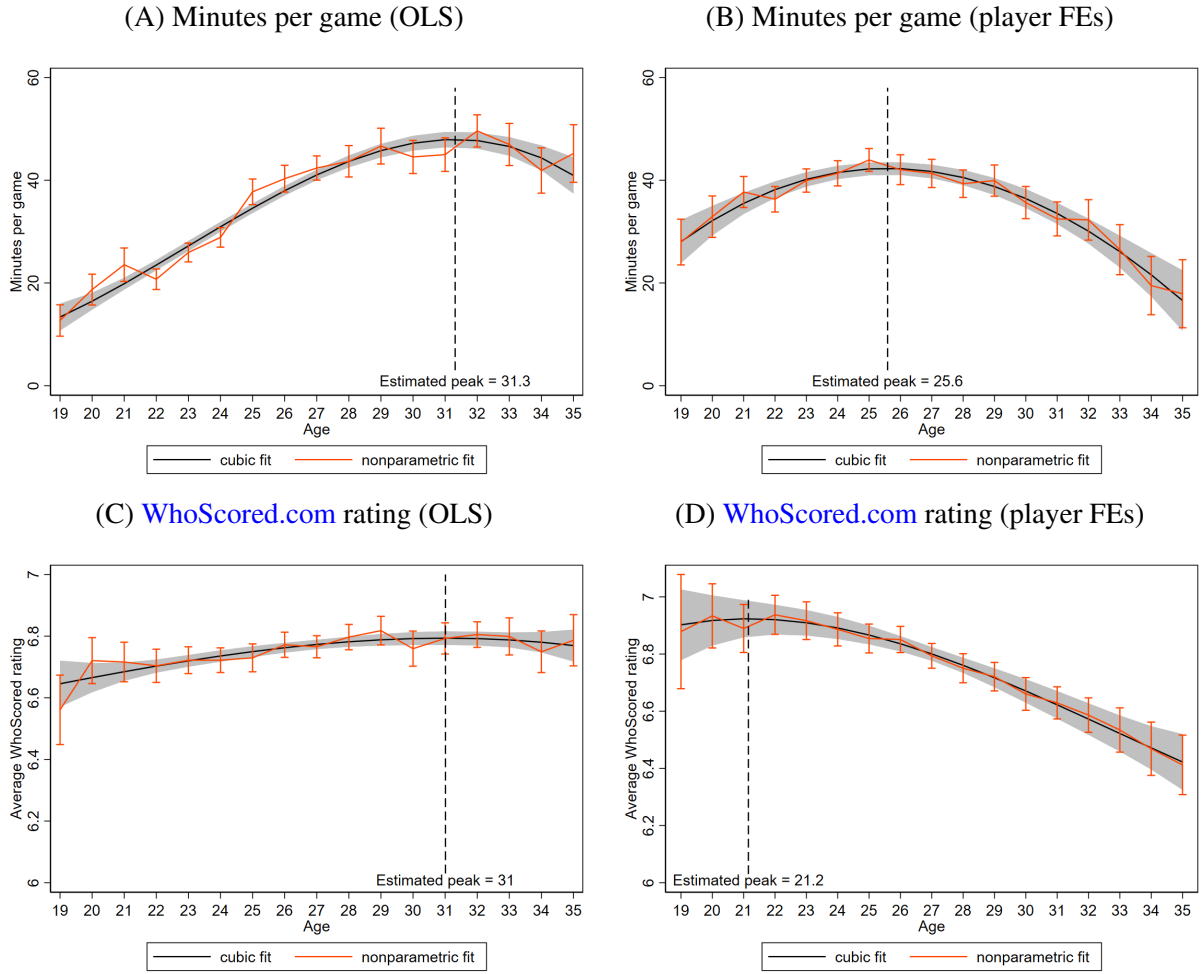 (A) Minutes per game (OLS)
Minutes per game
60
40
20
0
Estimated peak = 31.3
19 20 21 22 23 24 25 26 27 28 29 30 31 32 33 34 35
Age
cubic fit nonparametric fit
(B) Minutes per game (player FEs)
Minutes per game
60
40
20
0
Estimated peak = 25.6
19 20 21 22 23 24 25 26 27 28 29 30 31 32 33 34 35
Age
cubic fit nonparametric fit
(C) WhoScored.com rating (OLS)
Average WhoScored rating
7
6.8
6.6
6.4
6.2
6
Estimated peak = 31
19 20 21 22 23 24 25 26 27 28 29 30 31 32 33 34 35
Age
cubic fit nonparametric fit
(D) WhoScored.com rating (player FEs)
Average WhoScored rating
7
6.8
6.6
6.4
6.2
6
Estimated peak = 21.2
19 20 21 22 23 24 25 26 27 28 29 30 31 32 33 34 35
Age
cubic fit nonparametric fit